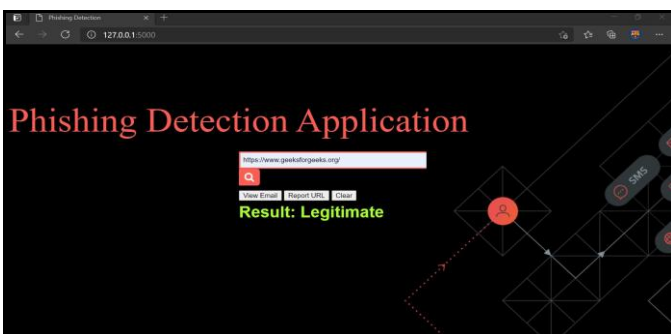 Phishing Detection
127.0.0.1:5000
Phishing Detection Application
https://www.geeksforgeeks.org/
View Email Report URL Clear
Result: Legitimate
SMS